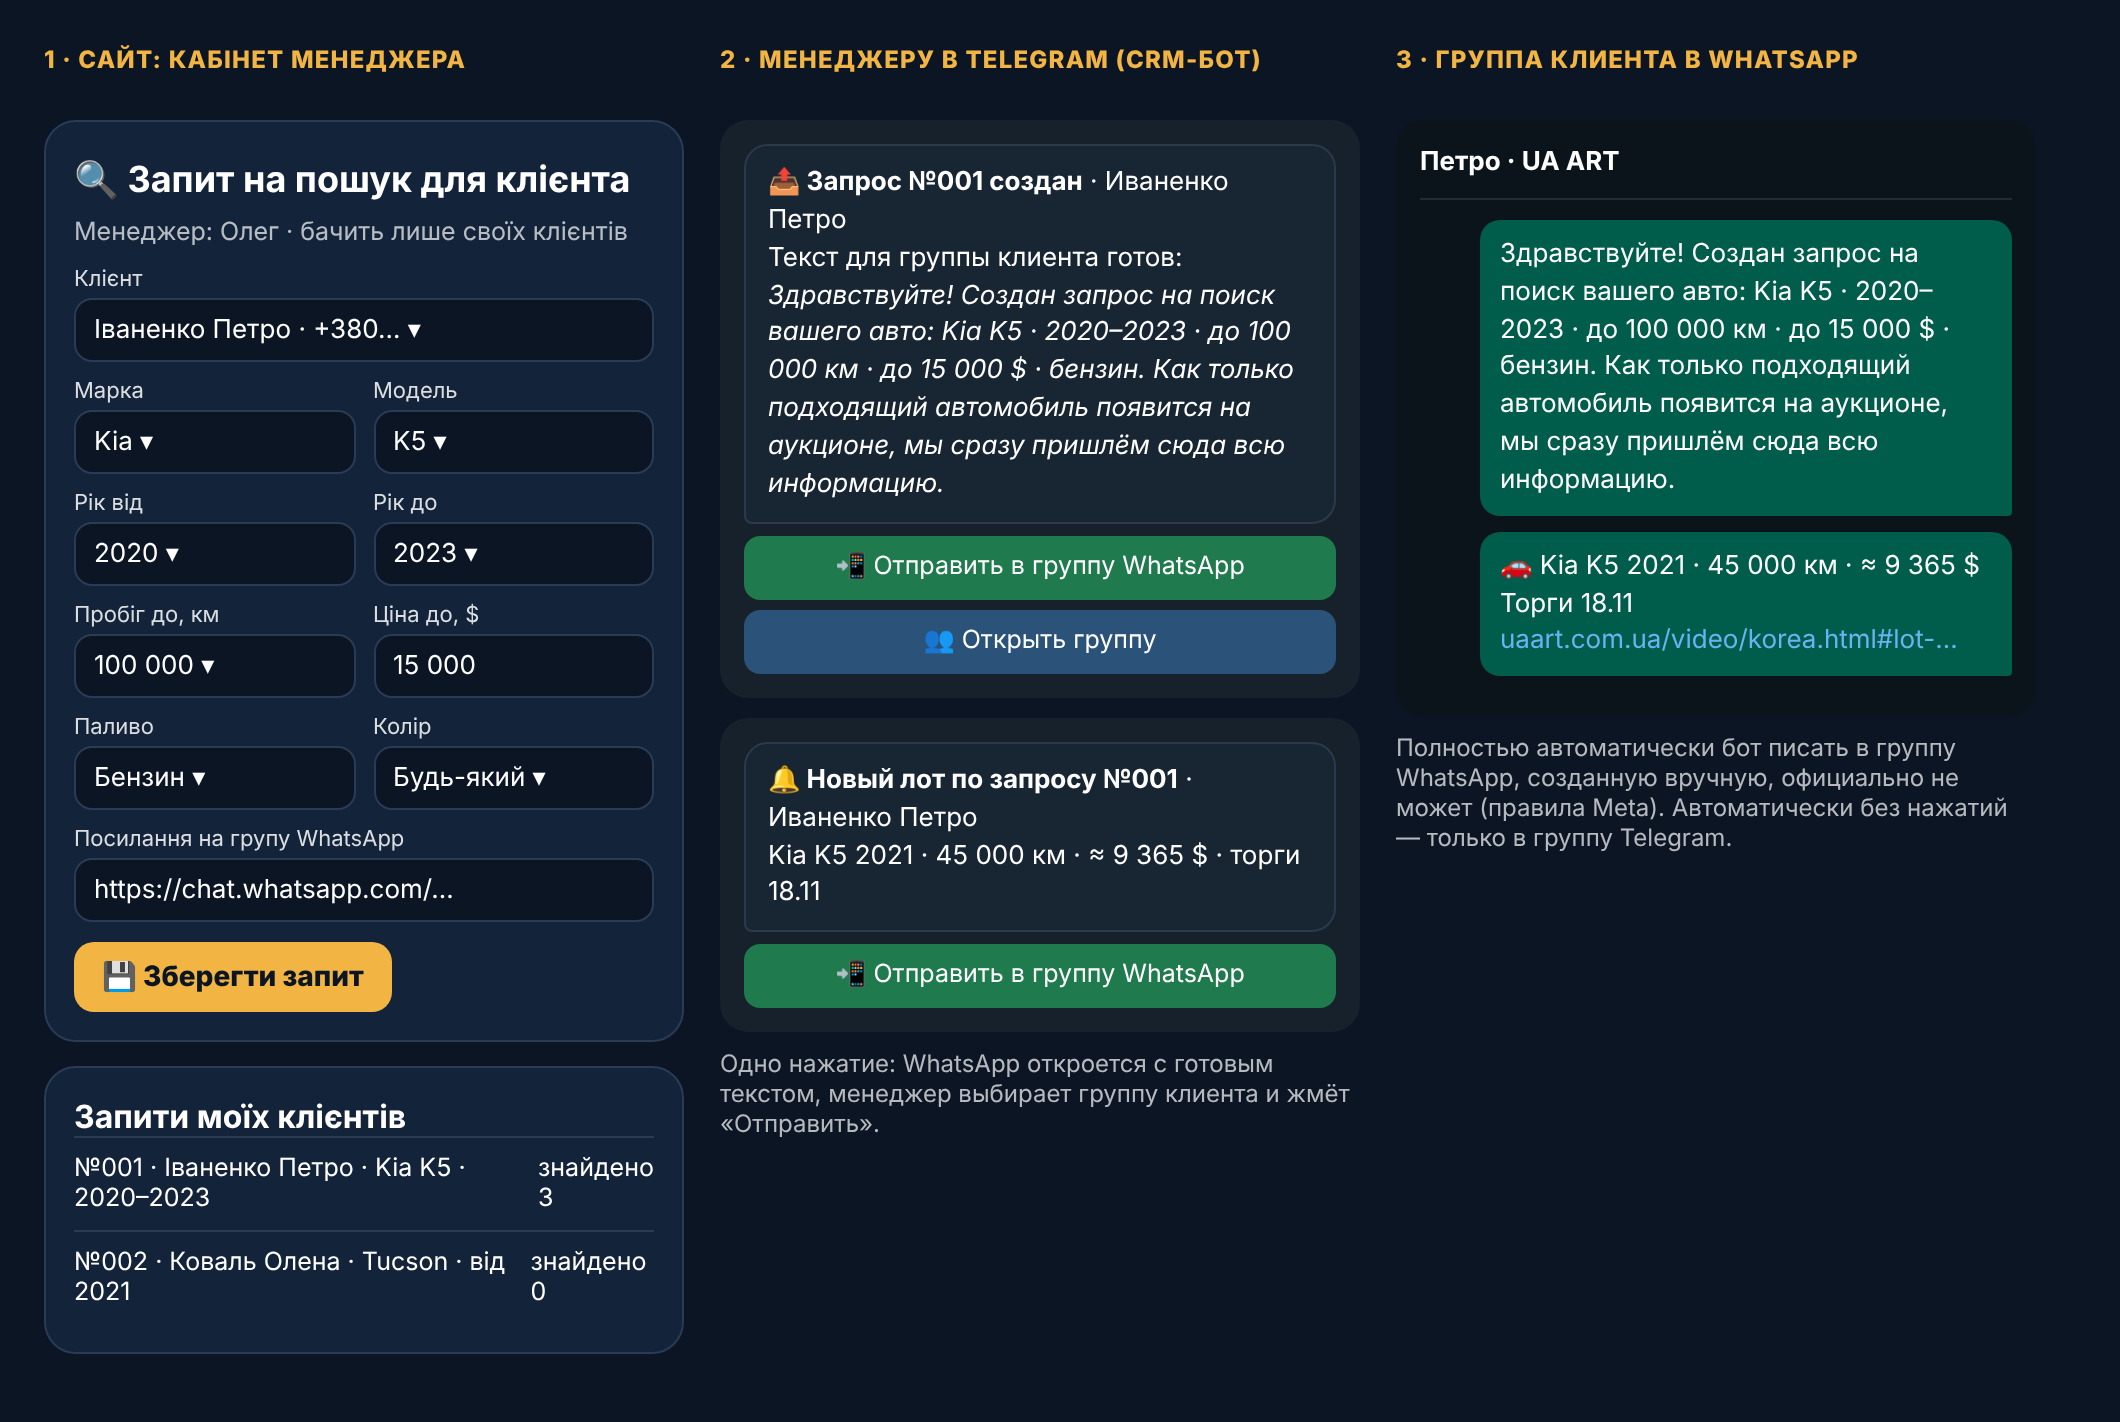 1 · САЙТ: КАБІНЕТ МЕНЕДЖЕРА
🔍 Запит на пошук для клієнта
Менеджер: Олег · бачить лише своїх клієнтів
Клієнт
Іваненко Петро · +380... ▾
Марка
Модель
Kia ▾
K5 ▾
Рік від
Рік до
2020 ▾
2023 ▾
Пробіг до, км
Ціна до, $
100 000 ▾
15 000
Паливо
Колір
Бензин ▾
Будь-який ▾
Посилання на групу WhatsApp
https://chat.whatsapp.com/...
💾 Зберегти запит
Запити моїх клієнтів
№001 · Іваненко Петро · Kia K5 ·
2020–2023
знайдено
3
№002 · Коваль Олена · Tucson · від
2021
знайдено
0
2 · МЕНЕДЖЕРУ В TELEGRAM (CRM-БОТ)
📤 Запрос №001 создан · Иваненко
Петро
Текст для группы клиента готов:
Здравствуйте! Создан запрос на поиск
вашего авто: Kia K5 · 2020–2023 · до 100
000 км · до 15 000 $ · бензин. Как только
подходящий автомобиль появится на
аукционе, мы сразу пришлём сюда всю
информацию.
📲 Отправить в группу WhatsApp
👥 Открыть группу
🔔 Новый лот по запросу №001 ·
Иваненко Петро
Kia K5 2021 · 45 000 км · ≈ 9 365 $ · торги
18.11
📲 Отправить в группу WhatsApp
Одно нажатие: WhatsApp откроется с готовым
текстом, менеджер выбирает группу клиента и жмёт
«Отправить».
3 · ГРУППА КЛИЕНТА В WHATSAPP
Петро · UA ART
Здравствуйте! Создан запрос на
поиск вашего авто: Kia K5 · 2020–
2023 · до 100 000 км · до 15 000 $ ·
бензин. Как только подходящий
автомобиль появится на аукционе,
мы сразу пришлём сюда всю
информацию.
🚗 Kia K5 2021 · 45 000 км · ≈ 9 365 $
Торги 18.11
uaart.com.ua/video/korea.html#lot-...
Полностью автоматически бот писать в группу
WhatsApp, созданную вручную, официально не
может (правила Meta). Автоматически без нажатий
— только в группу Telegram.